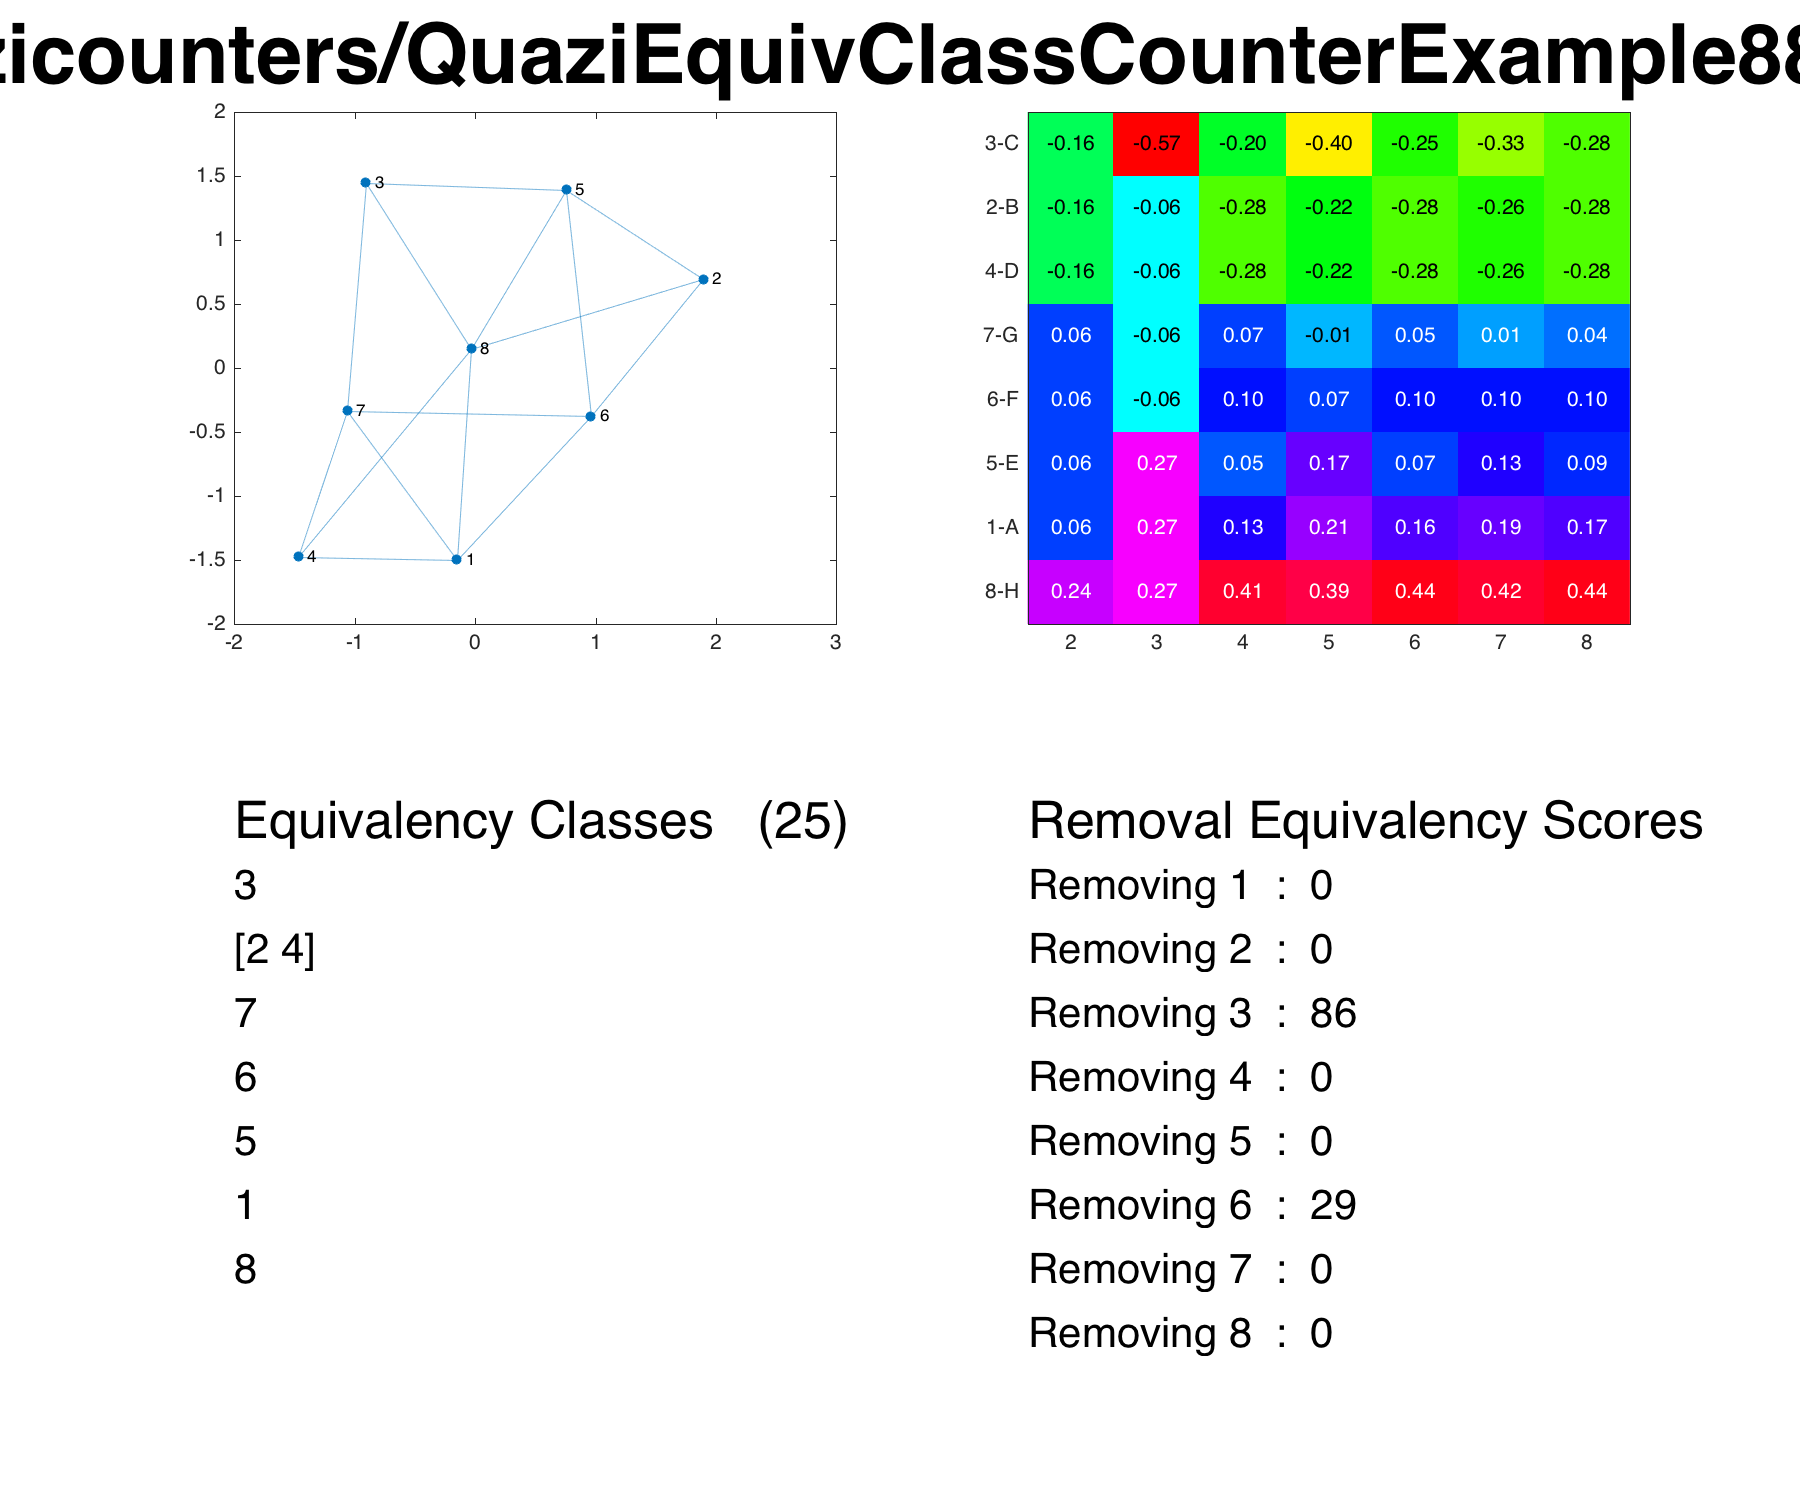 zicounters/QuaziEquivClassCounterExample88
2
1.5
1
0.5
0
-0.5
-1
-1.5
-2
-2 -1 0 1 2 3
3
5
2
8
7
6
4
1
3-C -0.16 -0.57 -0.20 -0.40 -0.25 -0.33 -0.28
2-B -0.16 -0.06 -0.28 -0.22 -0.28 -0.26 -0.28
4-D -0.16 -0.06 -0.28 -0.22 -0.28 -0.26 -0.28
7-G 0.06 -0.06 0.07 -0.01 0.05 0.01 0.04
6-F 0.06 -0.06 0.10 0.07 0.10 0.10 0.10
5-E 0.06 0.27 0.05 0.17 0.07 0.13 0.09
1-A 0.06 0.27 0.13 0.21 0.16 0.19 0.17
8-H 0.24 0.27 0.41 0.39 0.44 0.42 0.44
2 3 4 5 6 7 8
Equivalency Classes (25)
3
[2 4]
7
6
5
1
8
Removal Equivalency Scores
Removing 1 : 0
Removing 2 : 0
Removing 3 : 86
Removing 4 : 0
Removing 5 : 0
Removing 6 : 29
Removing 7 : 0
Removing 8 : 0